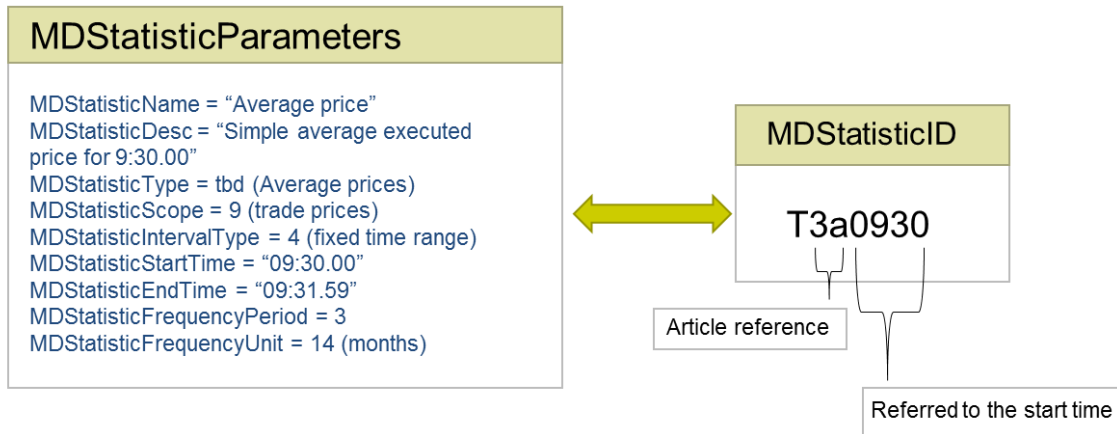 MDStatisticParameters
MDStatisticName = “Average price”
MDStatisticDesc = “Simple average executed
price for 9:30.00”
MDStatisticType = tbd (Average prices)
MDStatisticScope = 9 (trade prices)
MDStatisticIntervalType = 4 (fixed time range)
MDStatisticStartTime = “09:30.00”
MDStatisticEndTime = “09:31.59”
MDStatisticFrequencyPeriod = 3
MDStatisticFrequencyUnit = 14 (months)
MDStatisticID
T3a0930
Article reference
Referred to the start time